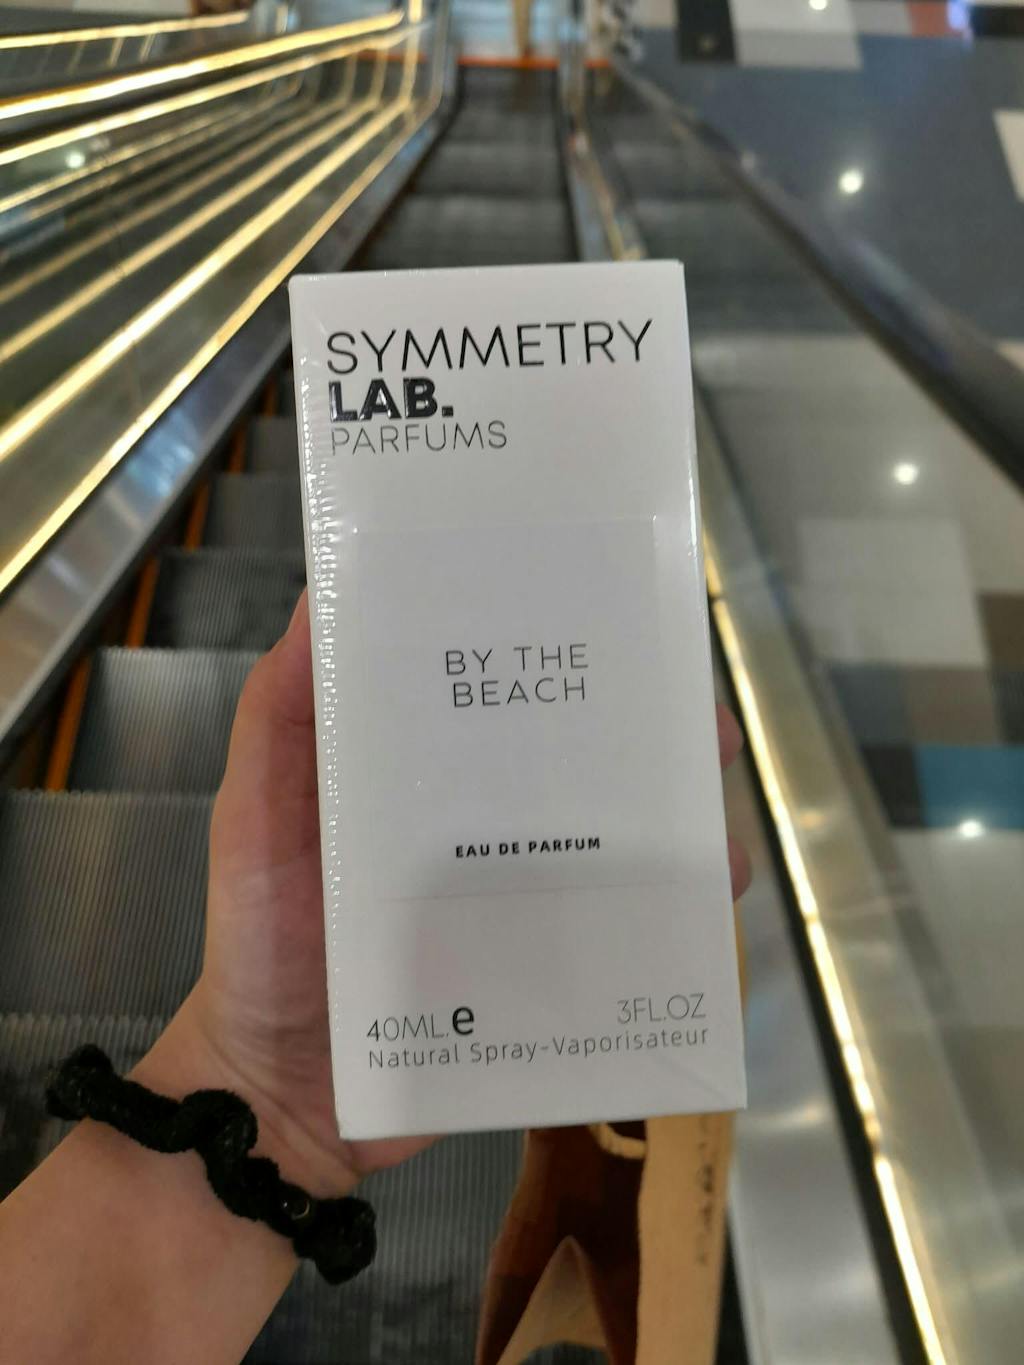 SYMMETRY
LAB.
PARFUMS
BY THE
BEACH
EAU DE PARFUM
40ML.e 3FL.OZ
Natural Spray-Vaporisateur